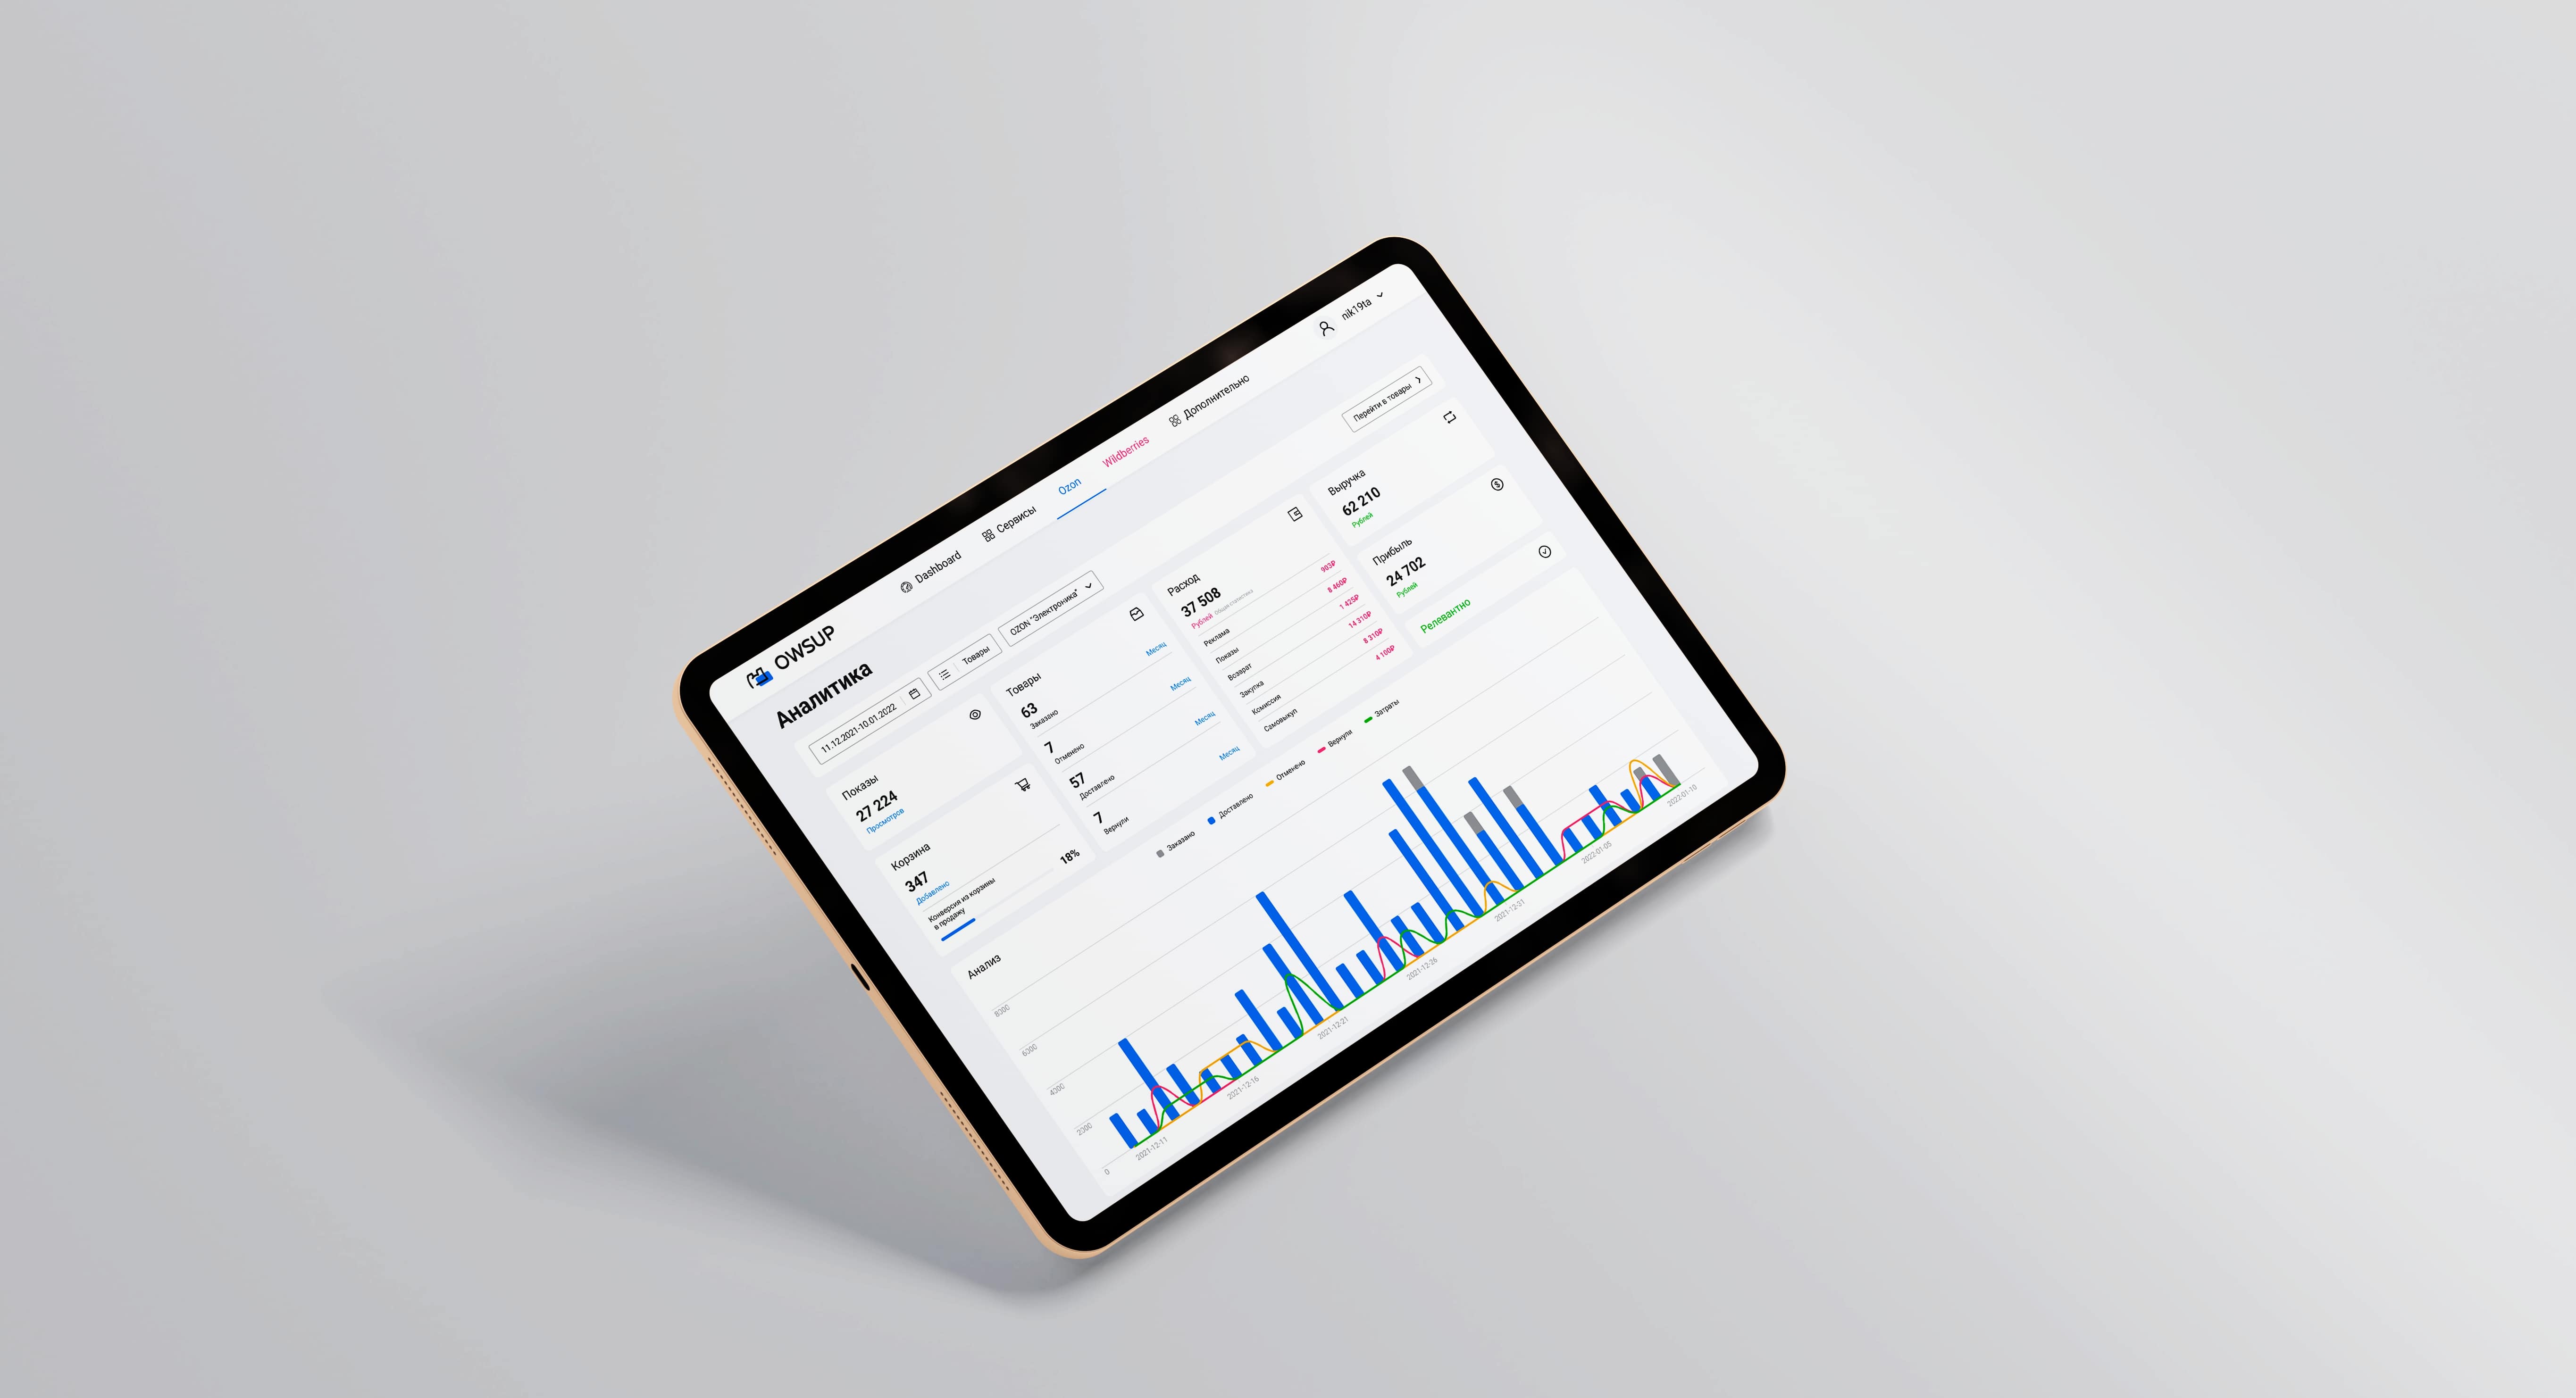 OWSUP
Dashboard
Сервисы
Ozon
Wildberries
Дополнительно
nik19ta
Аналитика
11.12.2021-10.01.2022
Товары
OZON "Электроника"
Перейти в товары
Показы
27 224
Просмотров
Корзина
347
Добавлено
Конверсия из корзины
в продажу
18%
Товары
63
Заказано
Месяц
7
Отменено
Месяц
57
Доставлено
Месяц
7
Вернули
Месяц
Расход
37 508
Рублей Общая статистика
Реклама 903₽
Показы 8 460₽
Возврат 1 425₽
Закупка 14 310₽
Комиссия 8 310₽
Самовыкуп 4 100₽
Выручка
62 210
Рублей
Прибыль
24 702
Рублей
Релевантно
Анализ
Заказано
Доставлено
Отменено
Вернули
Затраты
8000
6000
4000
2000
0
2021-12-11
2021-12-16
2021-12-21
2021-12-26
2021-12-31
2022-01-05
2022-01-10